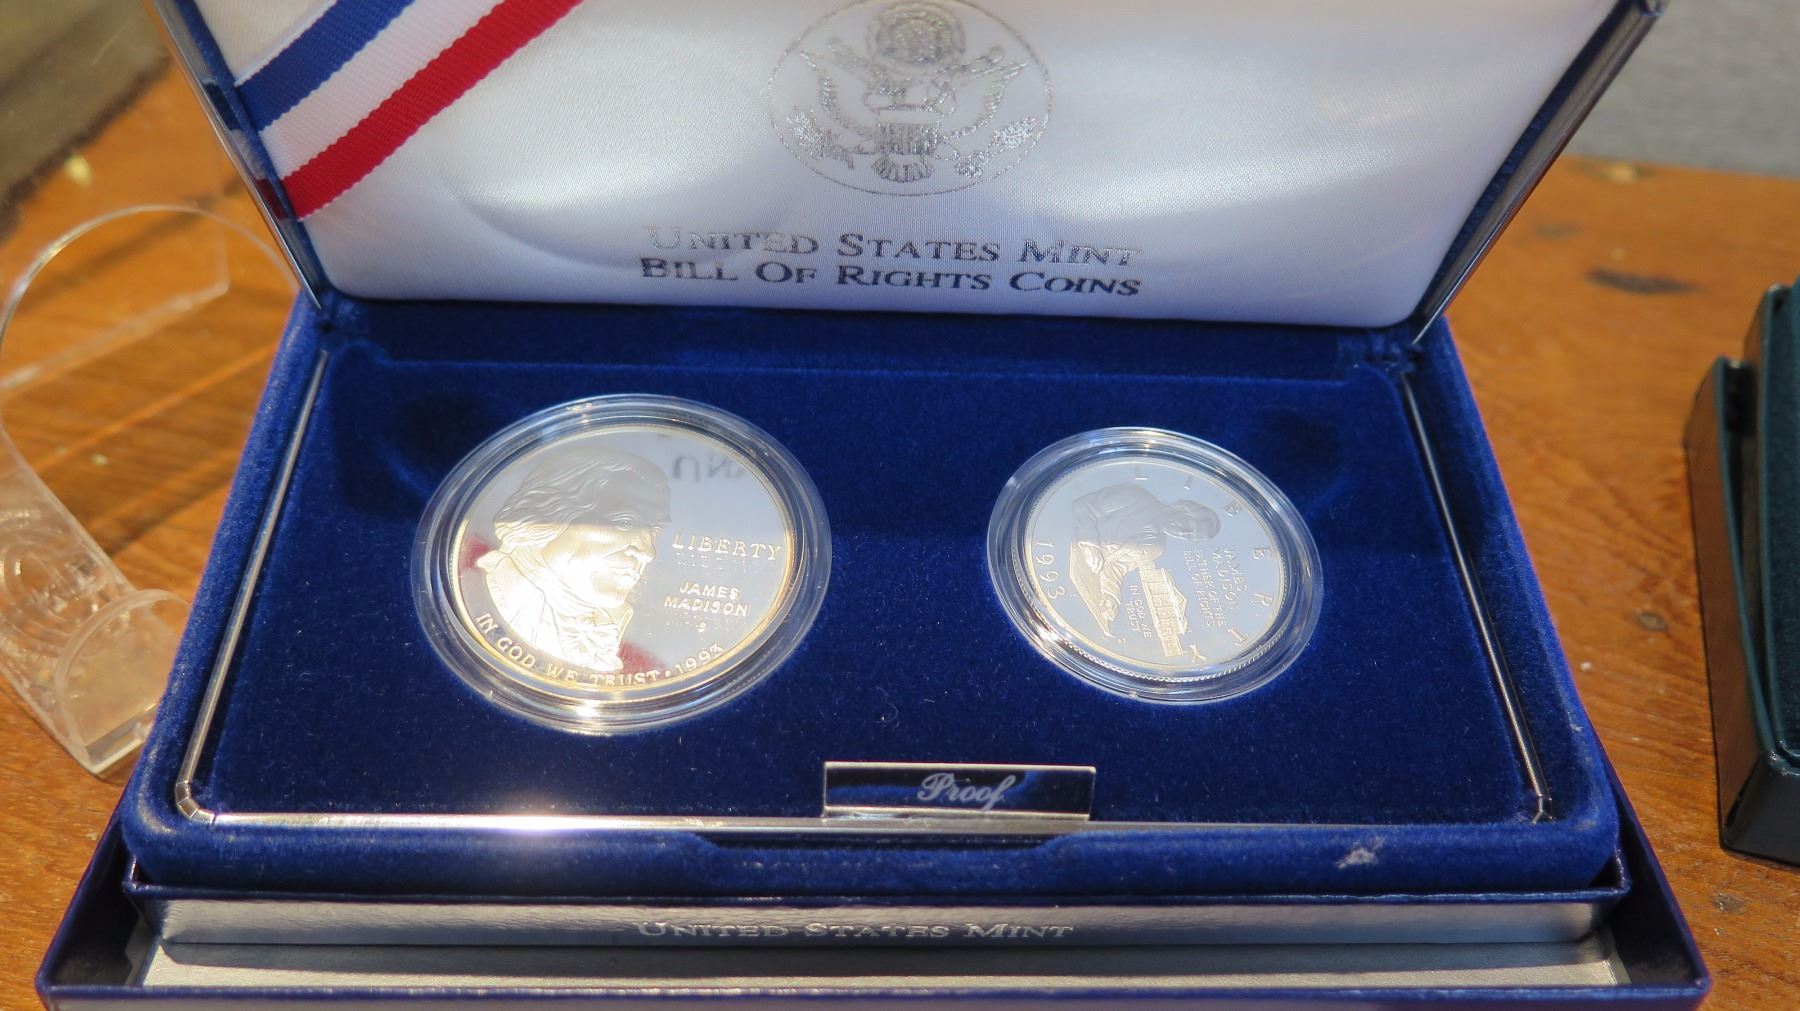 UNITED STATES MINT
BILL OF RIGHTS COINS
LIBERTY
JAMES
MADISON
S
IN GOD WE TRUST · 1993
LIBERTY
1993
JAMES
MADISON
FATHER OF THE
BILL OF RIGHTS
IN GOD WE
TRUST
S
Proof
UNITED STATES MINT